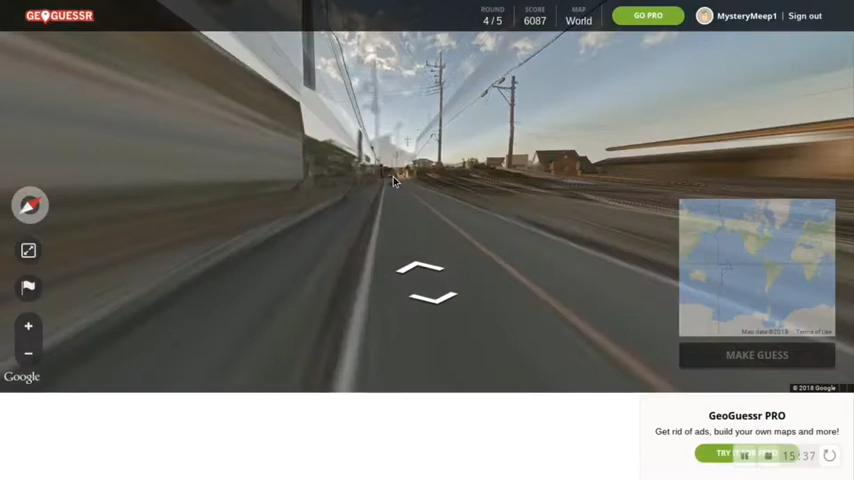 GEOGUESSR
ROUND
4 / 5
SCORE
6087
MAP
World
GO PRO
MysteryMeep1 | Sign out
Map data ©2018
Terms of Use
MAKE GUESS
Google
© 2018 Google
GeoGuessr PRO
Get rid of ads, build your own maps and more!
TRY
15:37